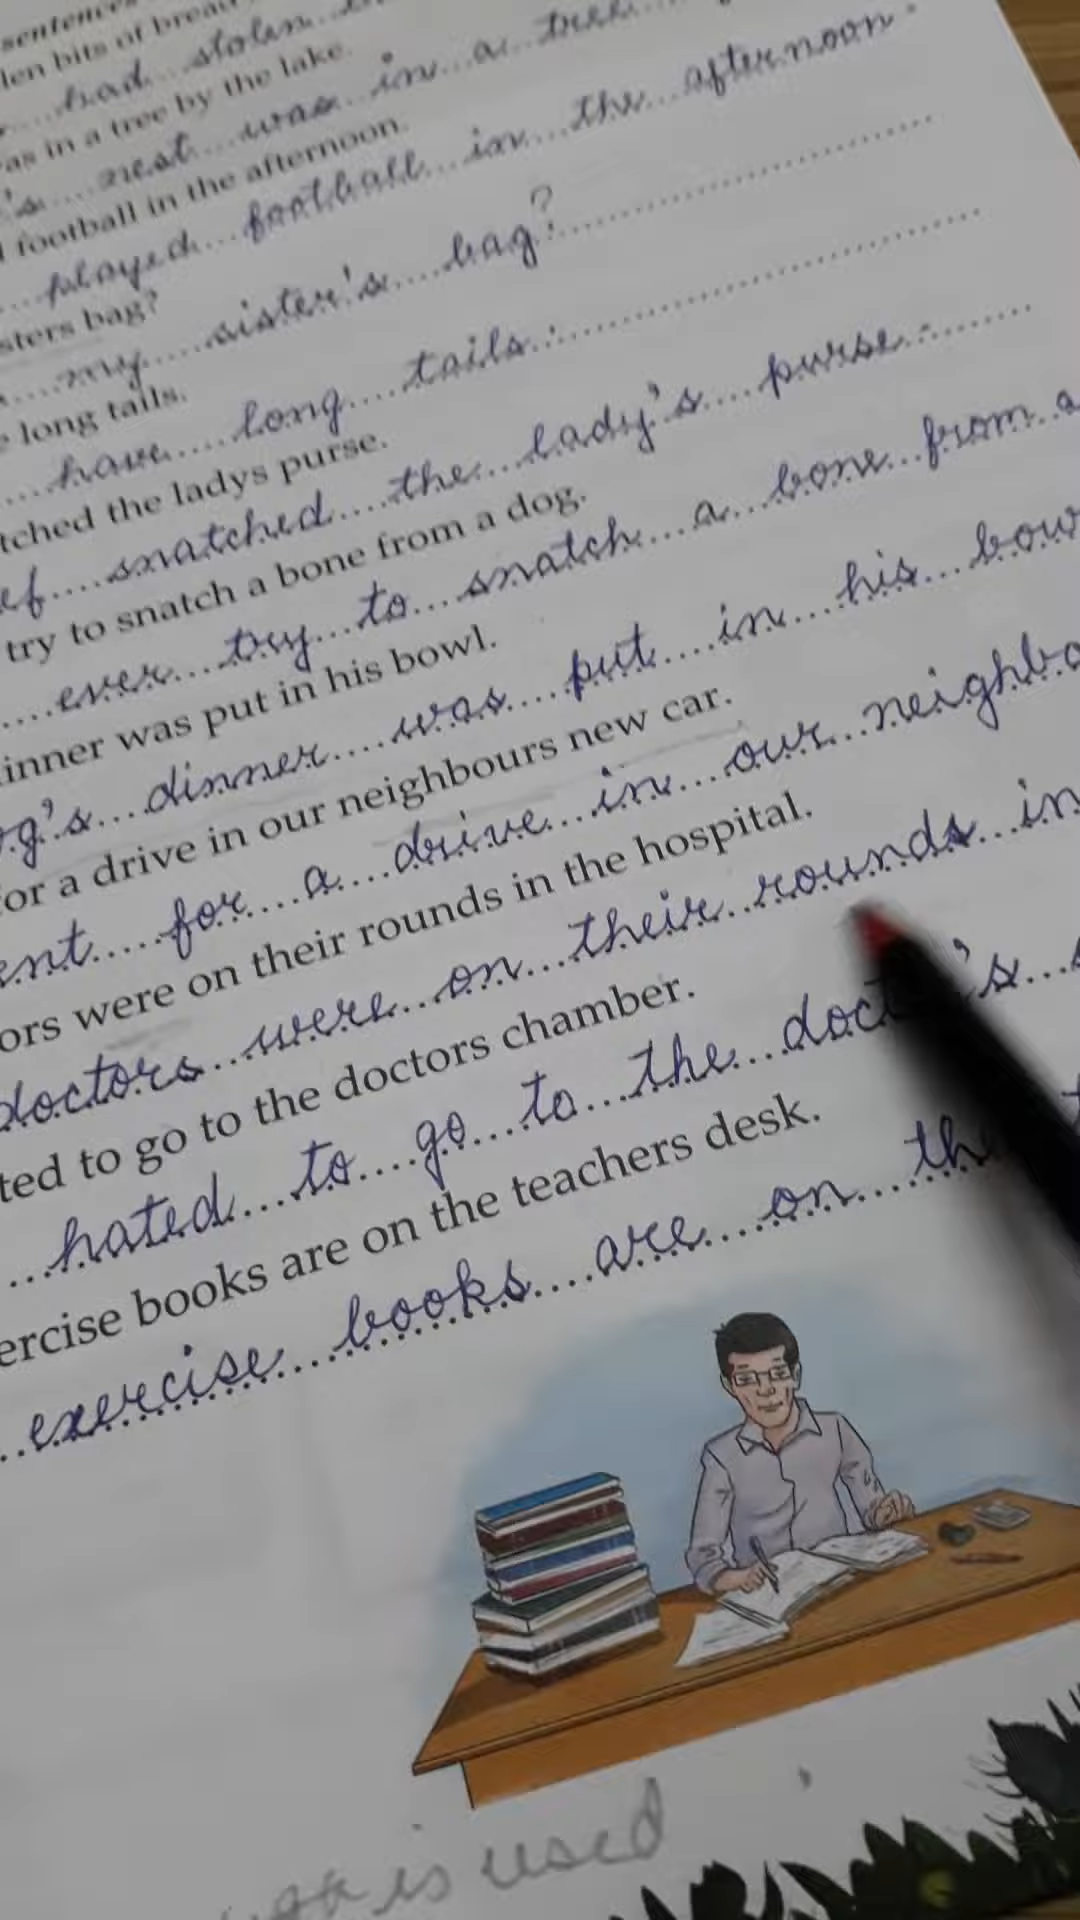 sentences
len bits of bread
had stolen
as in a tree by the lake.
's nest was in a tree
football in the afternoon.
played football in the afternoon.
sters bag?
my sister's bag?
long tails.
have long tails.
tched the ladys purse.
ef snatched the lady's purse.
try to snatch a bone from a dog.
ever try to snatch a bone from a
inner was put in his bowl.
og's dinner was put in his bow
or a drive in our neighbours new car.
ent for a drive in our neighbo
ors were on their rounds in the hospital.
doctors were on their rounds in
ted to go to the doctors chamber.
hated to go to the doct 's
ercise books are on the teachers desk.
exercise books are on the
is used '